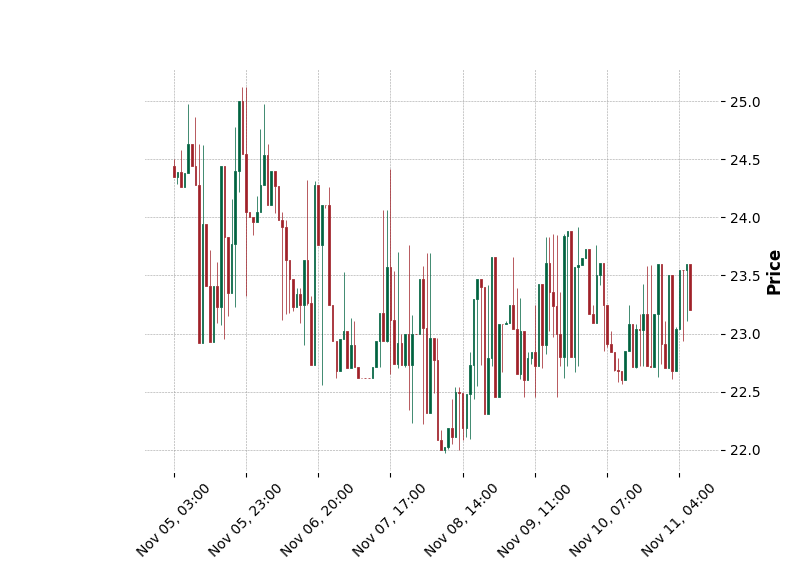 25.0
24.5
24.0
23.5
23.0
22.5
22.0
Price
Nov 05, 03:00
Nov 05, 23:00
Nov 06, 20:00
Nov 07, 17:00
Nov 08, 14:00
Nov 09, 11:00
Nov 10, 07:00
Nov 11, 04:00